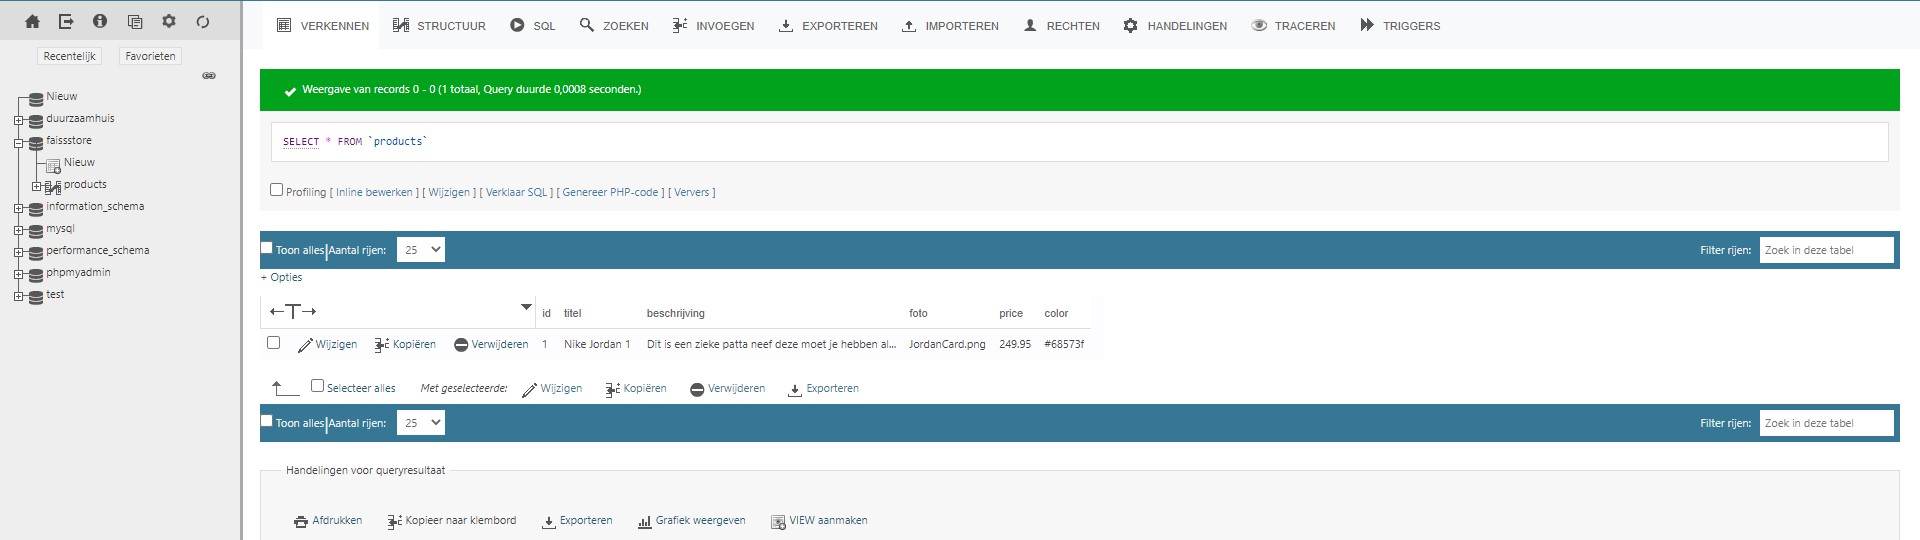 VERKENNEN STRUCTUUR SQL ZOEKEN INVOEGEN EXPORTEREN IMPORTEREN RECHTEN HANDELINGEN TRACEREN TRIGGERS
Recentelijk Favorieten
Nieuw
duurzaamhuis
faissstore
Nieuw
products
information_schema
mysql
performance_schema
phpmyadmin
test
Weergave van records 0 - 0 (1 totaal, Query duurde 0,0008 seconden.)
SELECT * FROM `products`
Profiling [ Inline bewerken ] [ Wijzigen ] [ Verklaar SQL ] [ Genereer PHP-code ] [ Ververs ]
Toon alles | Aantal rijen: 25 Filter rijen: Zoek in deze tabel
+ Opties
←T→ id titel beschrijving foto price color
Wijzigen Kopiëren Verwijderen 1 Nike Jordan 1 Dit is een zieke patta neef deze moet je hebben al... JordanCard.png 249.95 #68573f
Selecteer alles Met geselecteerde: Wijzigen Kopiëren Verwijderen Exporteren
Toon alles | Aantal rijen: 25 Filter rijen: Zoek in deze tabel
Handelingen voor queryresultaat
Afdrukken Kopieer naar klembord Exporteren Grafiek weergeven VIEW aanmaken